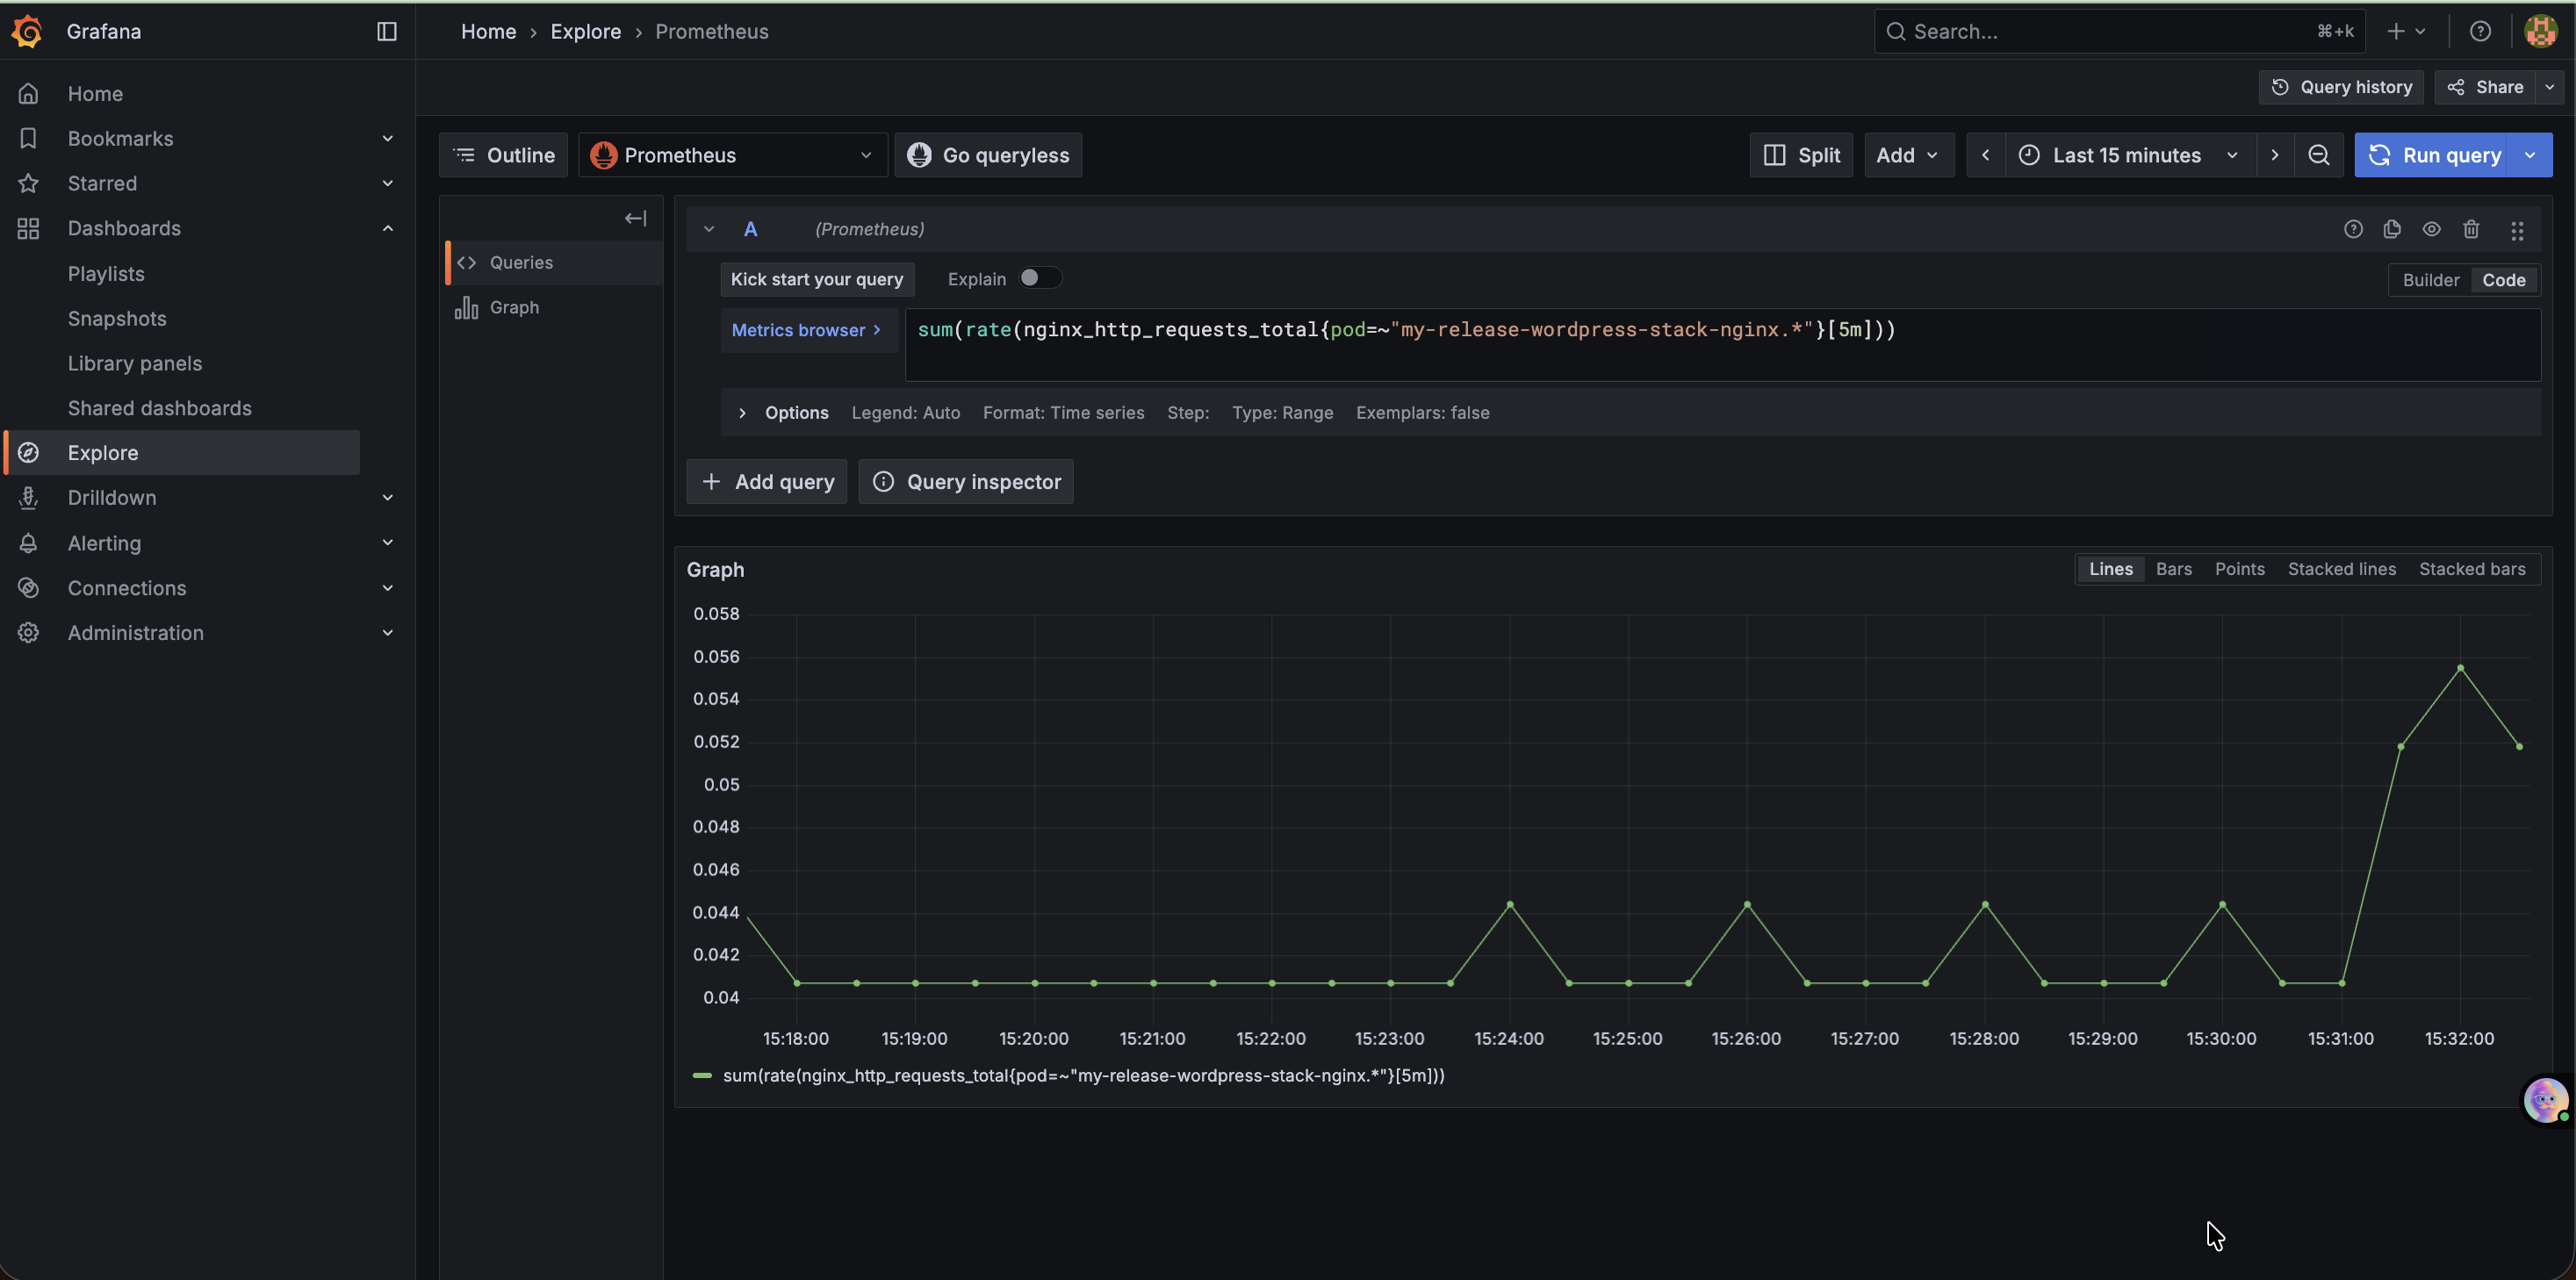 Grafana
Home › Explore › Prometheus
Search...
⌘+k
Query history
Share
Home
Bookmarks
Starred
Dashboards
Playlists
Snapshots
Library panels
Shared dashboards
Explore
Drilldown
Alerting
Connections
Administration
Outline
Prometheus
Go queryless
Split
Add
Last 15 minutes
Run query
Queries
Graph
A (Prometheus)
Kick start your query
Explain
Builder
Code
Metrics browser >
sum(rate(nginx_http_requests_total{pod=~"my-release-wordpress-stack-nginx.*"}[5m]))
Options Legend: Auto Format: Time series Step: Type: Range Exemplars: false
+ Add query
Query inspector
Graph
Lines Bars Points Stacked lines Stacked bars
0.058
0.056
0.054
0.052
0.05
0.048
0.046
0.044
0.042
0.04
15:18:00 15:19:00 15:20:00 15:21:00 15:22:00 15:23:00 15:24:00 15:25:00 15:26:00 15:27:00 15:28:00 15:29:00 15:30:00 15:31:00 15:32:00
sum(rate(nginx_http_requests_total{pod=~"my-release-wordpress-stack-nginx.*"}[5m]))